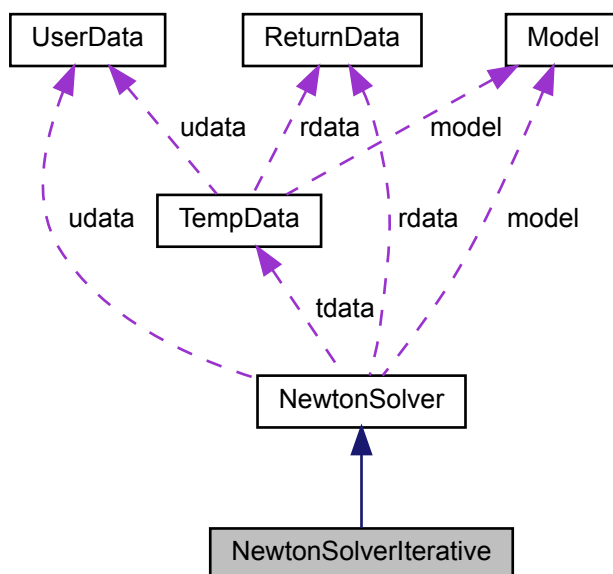 UserData
ReturnData
Model
udata
rdata
model
TempData
udata
rdata
model
tdata
NewtonSolver
NewtonSolverIterative